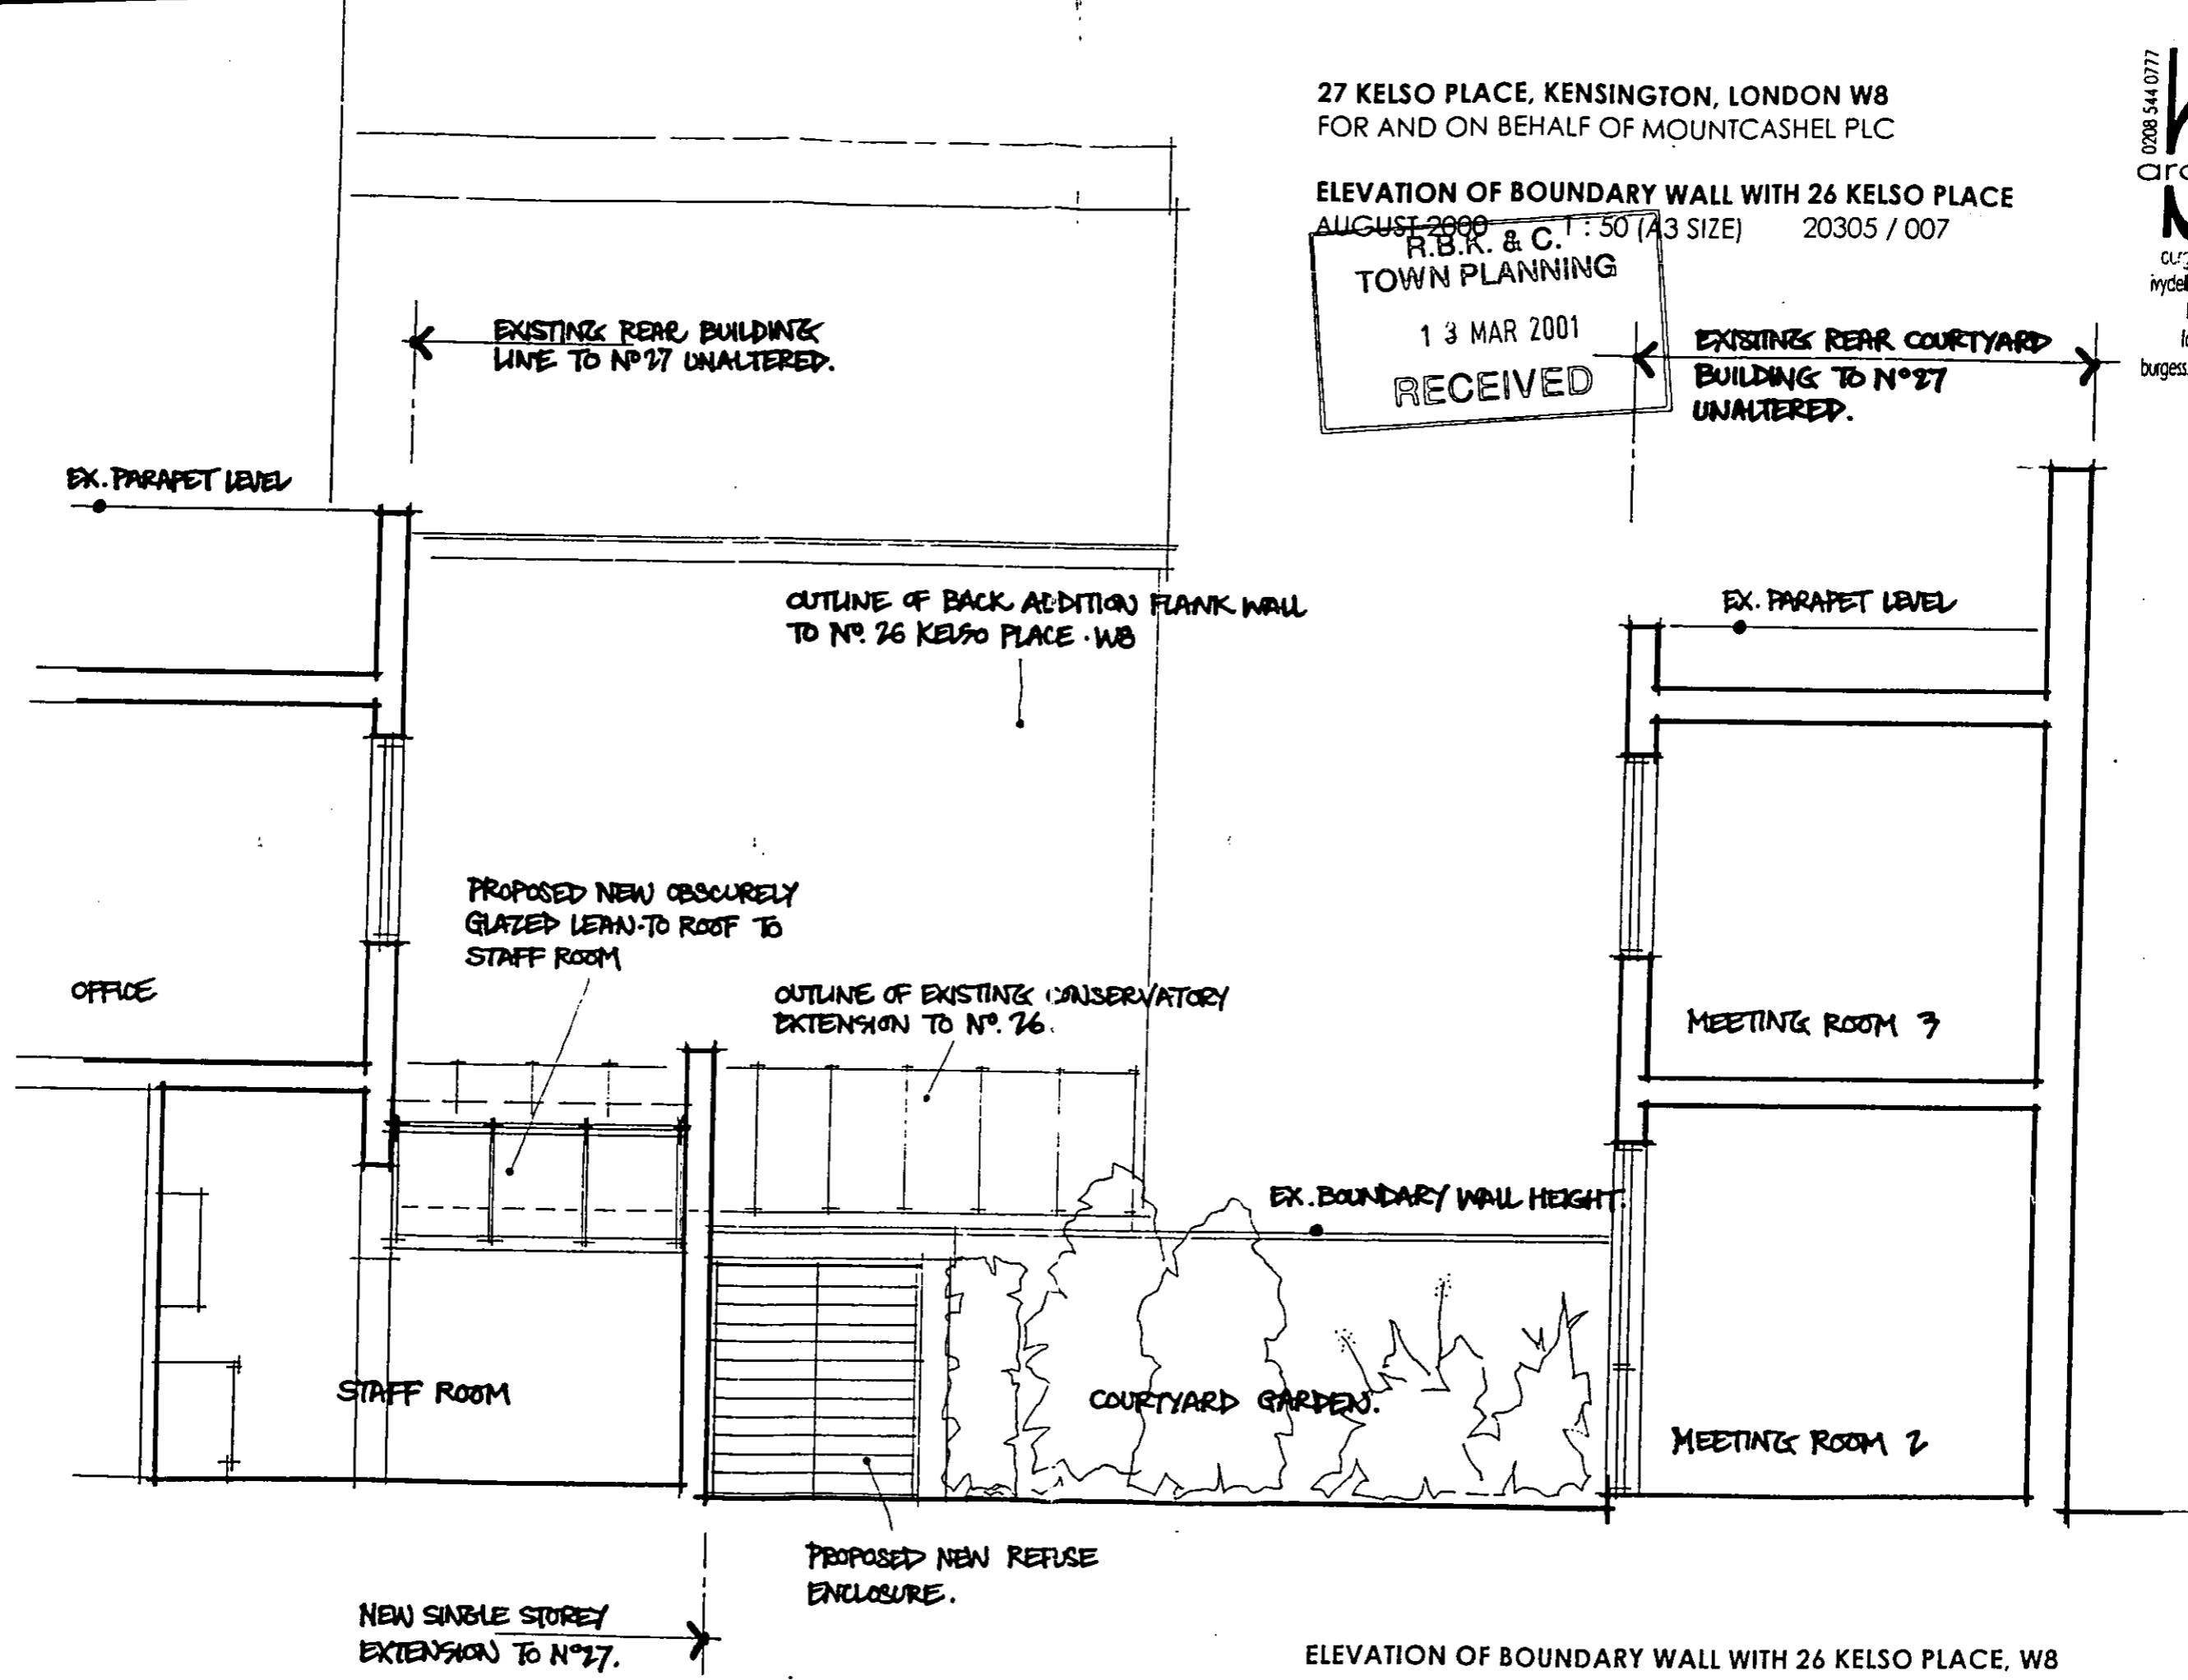 27 KELSO PLACE, KENSINGTON, LONDON W8
FOR AND ON BEHALF OF MOUNTCASHEL PLC
ELEVATION OF BOUNDARY WALL WITH 26 KELSO PLACE
AUGUST 2000 1 : 50 (A3 SIZE) 20305 / 007
R.B.K. & C.
TOWN PLANNING
13 MAR 2001
RECEIVED
0208 544 0777
EXISTING REAR BUILDING
LINE TO Nº27 UNALTERED.
EXISTING REAR COURTYARD
BUILDING TO Nº27
UNALTERED.
EX. PARAPET LEVEL
OUTLINE OF BACK ADDITION FLANK WALL
TO Nº. 26 KELSO PLACE · W8
EX. PARAPET LEVEL
PROPOSED NEW OBSCURELY
GLAZED LEAN-TO ROOF TO
STAFF ROOM
OFFICE
OUTLINE OF EXISTING CONSERVATORY
EXTENSION TO Nº. 26.
MEETING ROOM 3
EX. BOUNDARY WALL HEIGHT.
STAFF ROOM
COURTYARD GARDEN.
MEETING ROOM 2
PROPOSED NEW REFUSE
ENCLOSURE.
NEW SINGLE STOREY
EXTENSION TO Nº27.
ELEVATION OF BOUNDARY WALL WITH 26 KELSO PLACE, W8